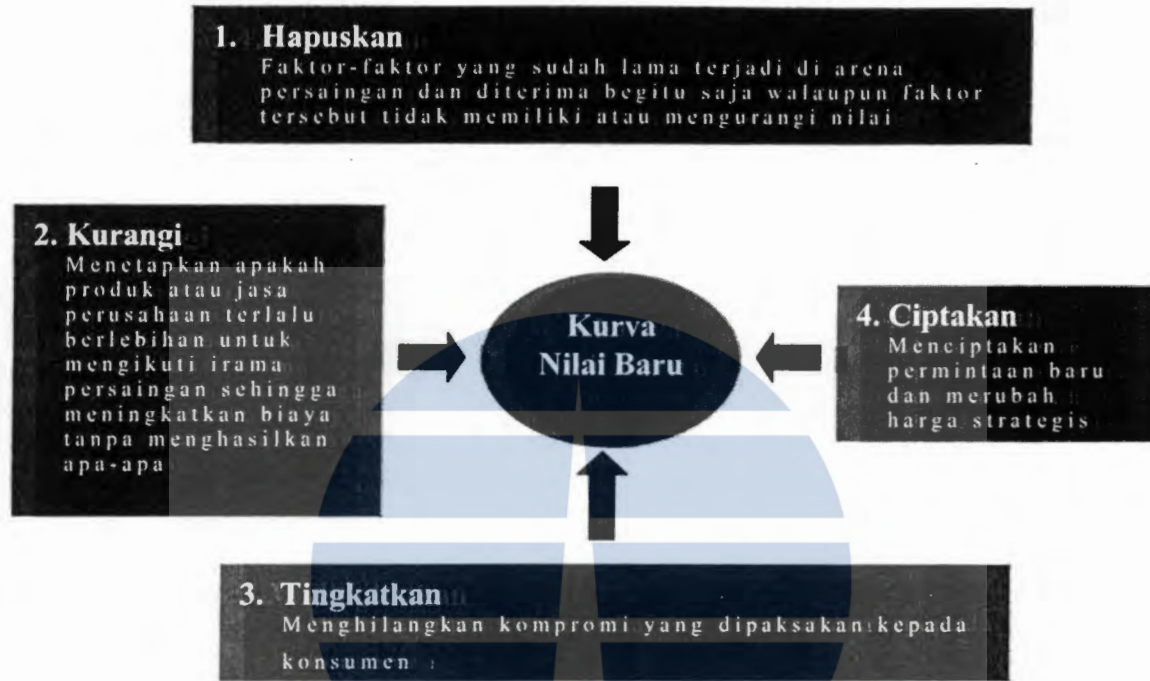 1. Hapuskan
Faktor-faktor yang sudah lama terjadi di arena
persaingan dan diterima begitu saja walaupun faktor
tersebut tidak memiliki atau mengurangi nilai
2. Kurangi
Menetapkan apakah
produk atau jasa
perusahaan terlalu
berlebihan untuk
mengikuti irama
persaingan sehingga
meningkatkan biaya
tanpa menghasilkan
apa-apa
Kurva
Nilai Baru
4. Ciptakan
Menciptakan
permintaan baru
dan merubah
harga strategis
3. Tingkatkan
Menghilangkan kompromi yang dipaksakan kepada
konsumen